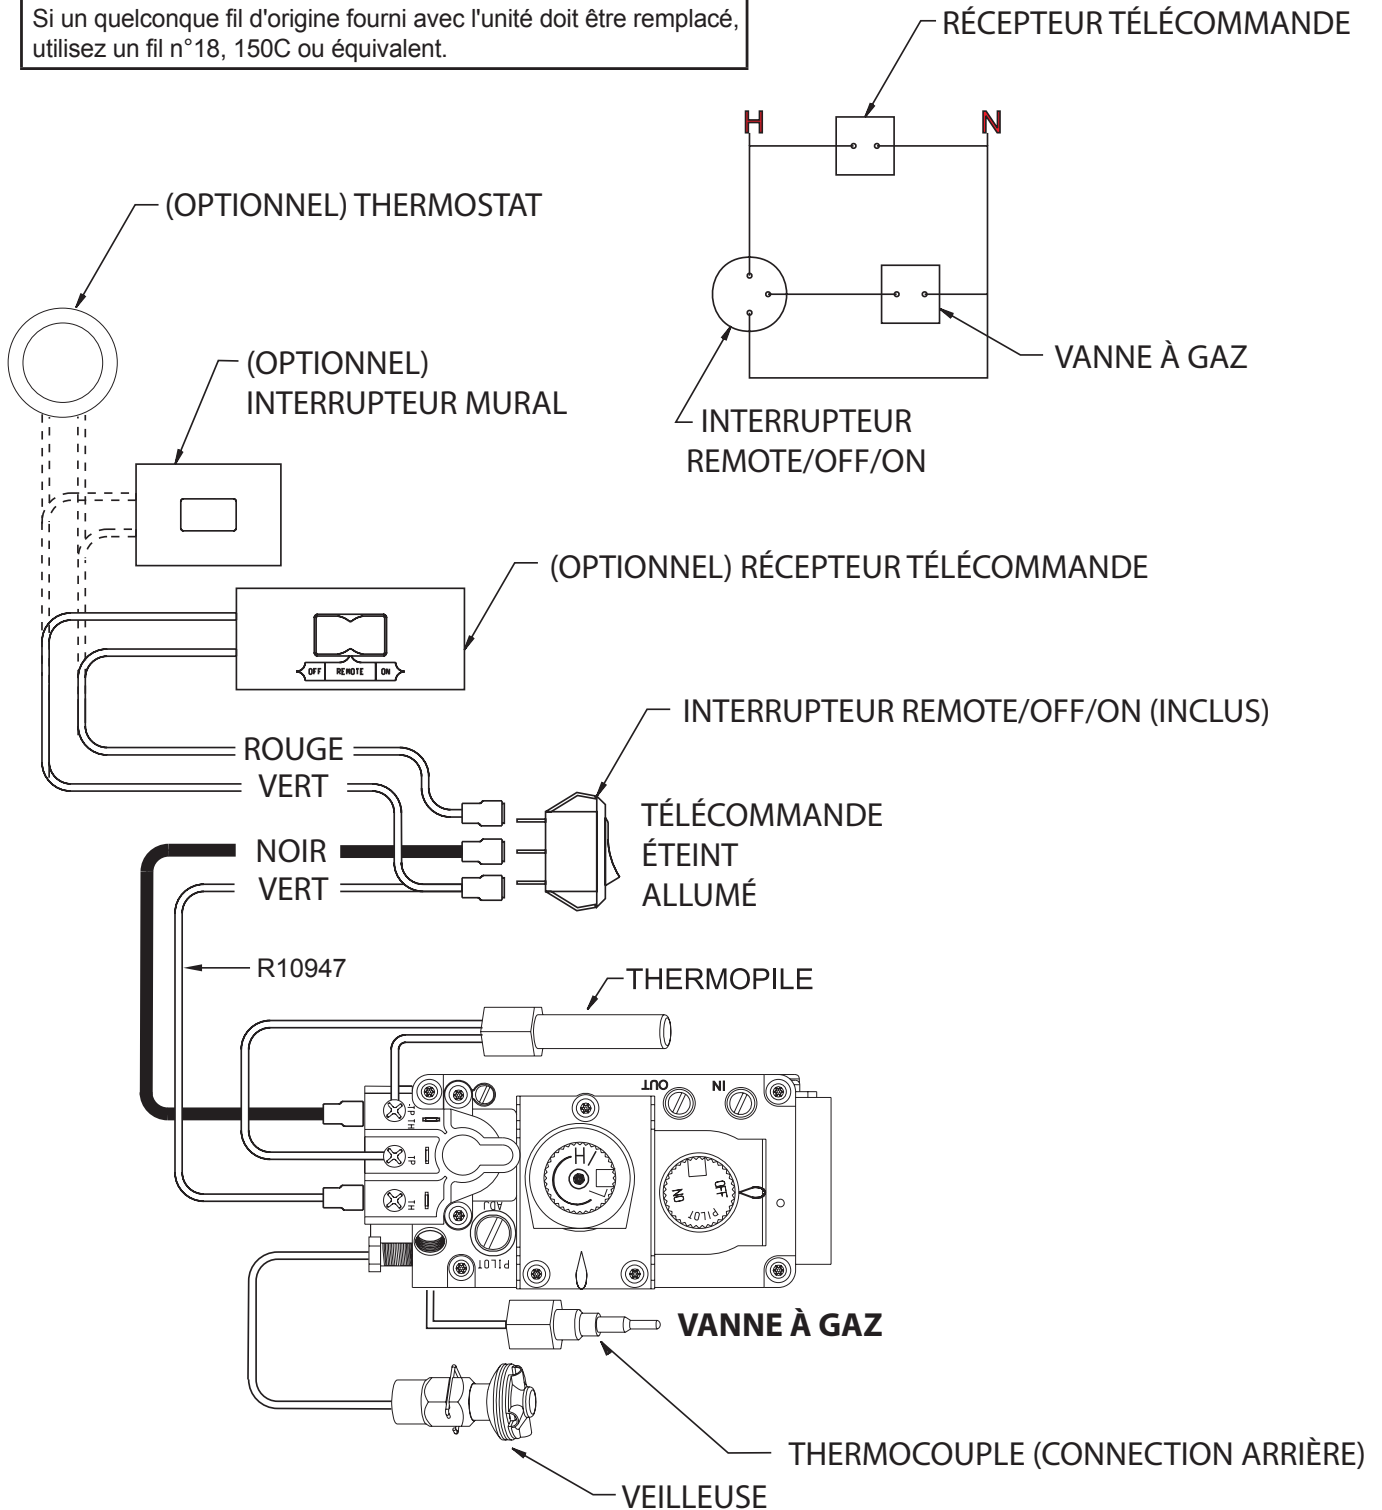 Si un quelconque fil d'origine fourni avec l'unité doit être remplacé,
utilisez un fil n°18, 150C ou équivalent.
RÉCEPTEUR TÉLÉCOMMANDE
H
N
(OPTIONNEL) THERMOSTAT
(OPTIONNEL)
INTERRUPTEUR MURAL
VANNE À GAZ
INTERRUPTEUR
REMOTE/OFF/ON
(OPTIONNEL) RÉCEPTEUR TÉLÉCOMMANDE
OFF REMOTE ON
INTERRUPTEUR REMOTE/OFF/ON (INCLUS)
ROUGE
VERT
NOIR
VERT
TÉLÉCOMMANDE
ÉTEINT
ALLUMÉ
R10947
THERMOPILE
OUT
IN
TP TH
TP
TH
HI
ON
PILOT
OFF
ADJ
PILOT
VANNE À GAZ
THERMOCOUPLE (CONNECTION ARRIÈRE)
VEILLEUSE